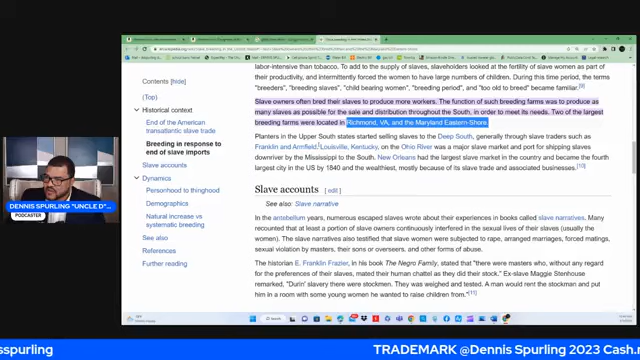 Contents [hide]
(Top)
Historical context
End of the American
transatlantic slave trade
Breeding in response to
end of slave imports
Slave accounts
Dynamics
Personhood to thinghood
Demographics
Natural increase vs
systematic breeding
See also
References
Further reading
labor-intensive than tobacco. To add to the supply of slaves, slaveholders looked at the fertility of slave women as part of
their productivity, and intermittently forced the women to have large numbers of children. During this time period, the terms
"breeders", "breeding slaves", "child bearing women", "breeding period", and "too old to breed" became familiar.[9]
Slave owners often bred their slaves to produce more workers. The function of such breeding farms was to produce as
many slaves as possible for the sale and distribution throughout the South, in order to meet its needs. Two of the largest
breeding farms were located in Richmond, VA, and the Maryland Eastern-Shore.
Planters in the Upper South states started selling slaves to the Deep South, generally through slave traders such as
Franklin and Armfield. Louisville, Kentucky, on the Ohio River was a major slave market and port for shipping slaves
downriver by the Mississippi to the South. New Orleans had the largest slave market in the country and became the fourth
largest city in the US by 1840 and the wealthiest, mostly because of its slave trade and associated businesses.[10]
Slave accounts [edit]
See also: Slave narrative
In the antebellum years, numerous escaped slaves wrote about their experiences in books called slave narratives. Many
recounted that at least a portion of slave owners continuously interfered in the sexual lives of their slaves (usually the
women). The slave narratives also testified that slave women were subjected to rape, arranged marriages, forced matings,
sexual violation by masters, their sons or overseers, and other forms of abuse.
The historian E. Franklin Frazier, in his book The Negro Family, stated that "there were masters who, without any regard
for the preferences of their slaves, mated their human chattel as they did their stock." Ex-slave Maggie Stenhouse
remarked, "Durin' slavery there were stockmen. They was weighed and tested. A man would rent the stockman and put
him in a room with some young women he wanted to raise children from."[11]
DENNIS SPURLING "UNCLE D"
PODCASTER
Search
sspurling
TRADEMARK @Dennis Spurling 2023 Cash.